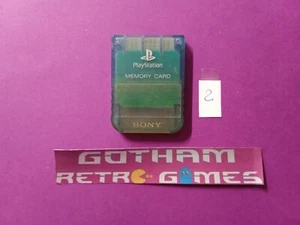 PlayStation
MEMORY CARD
SONY
2
GOTHAM
RETRO GAMES